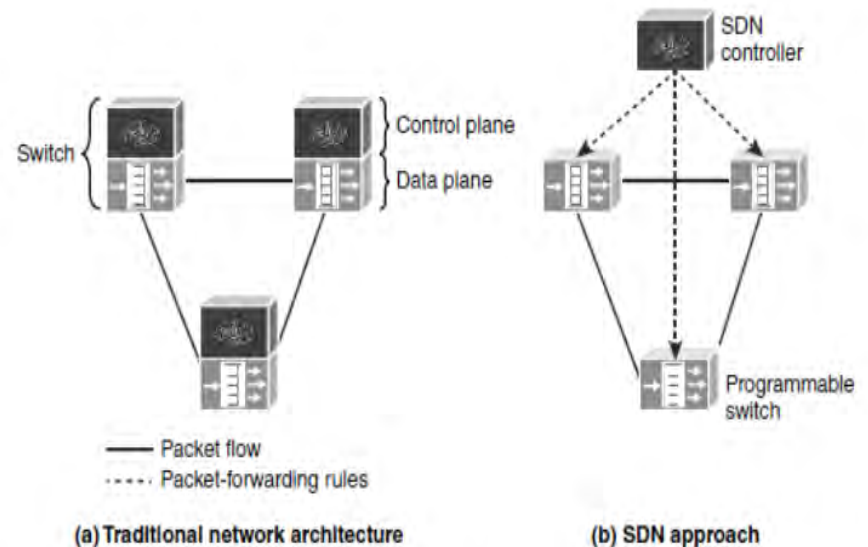 SDN
controller
Control plane
Switch
Data plane
Programmable
switch
Packet flow
Packet-forwarding rules
(a) Traditional network architecture
(b) SDN approach